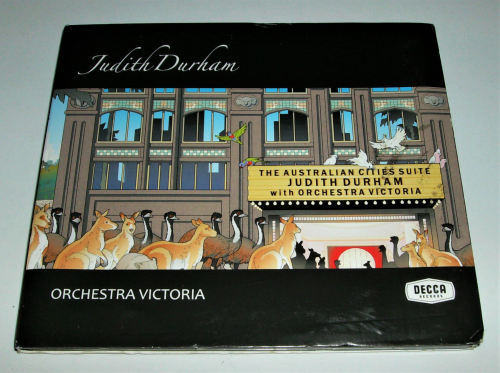 Judith Durham
THE AUSTRALIAN CITIES SUITE
JUDITH DURHAM
with ORCHESTRA VICTORIA
ORCHESTRA VICTORIA
DECCA
RECORDS